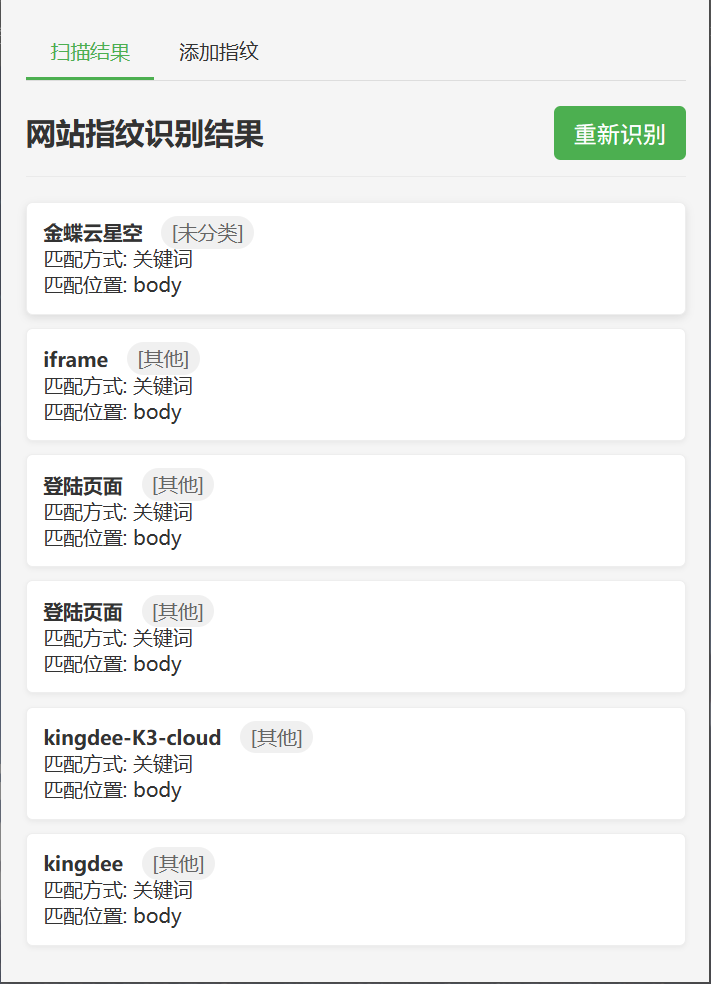 扫描结果 添加指纹
网站指纹识别结果 重新识别
金蝶云星空 [未分类]
匹配方式: 关键词
匹配位置: body
iframe [其他]
匹配方式: 关键词
匹配位置: body
登陆页面 [其他]
匹配方式: 关键词
匹配位置: body
登陆页面 [其他]
匹配方式: 关键词
匹配位置: body
kingdee-K3-cloud [其他]
匹配方式: 关键词
匹配位置: body
kingdee [其他]
匹配方式: 关键词
匹配位置: body